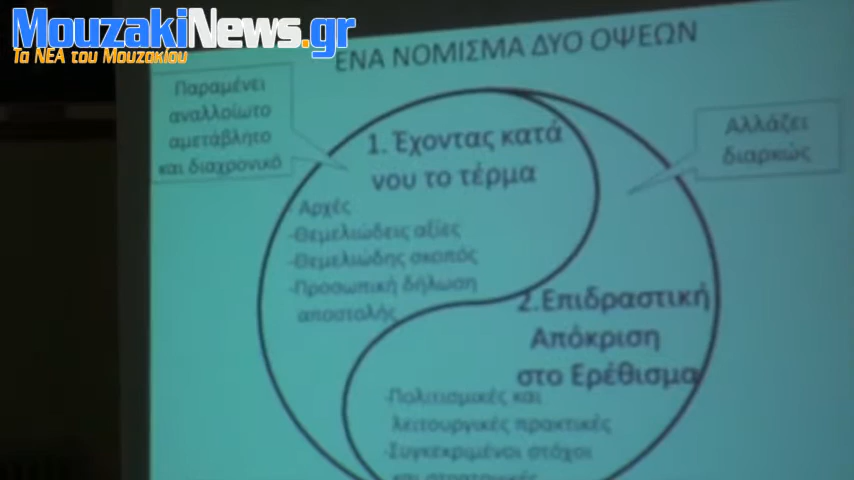 MouzakiNews.gr
Τα ΝΕΑ του Μουζακίου
ΕΝΑ ΝΟΜΙΣΜΑ ΔΥΟ ΟΨΕΩΝ
Παραμένει
αναλλοίωτο
αμετάβλητο
και διαχρονικό
1. Έχοντας κατά
νου το τέρμα
Αρχές
-Θεμελιώδεις αξίες
-Θεμελιώδης σκοπός
-Προσωπική δήλωση
αποστολής
Αλλάζει
διαρκώς
2.Επιδραστική
Απόκριση
στο Ερέθισμα
-Πολιτισμικές και
λειτουργικές πρακτικές
-Συγκεκριμένοι στόχοι
και στρατηγικές